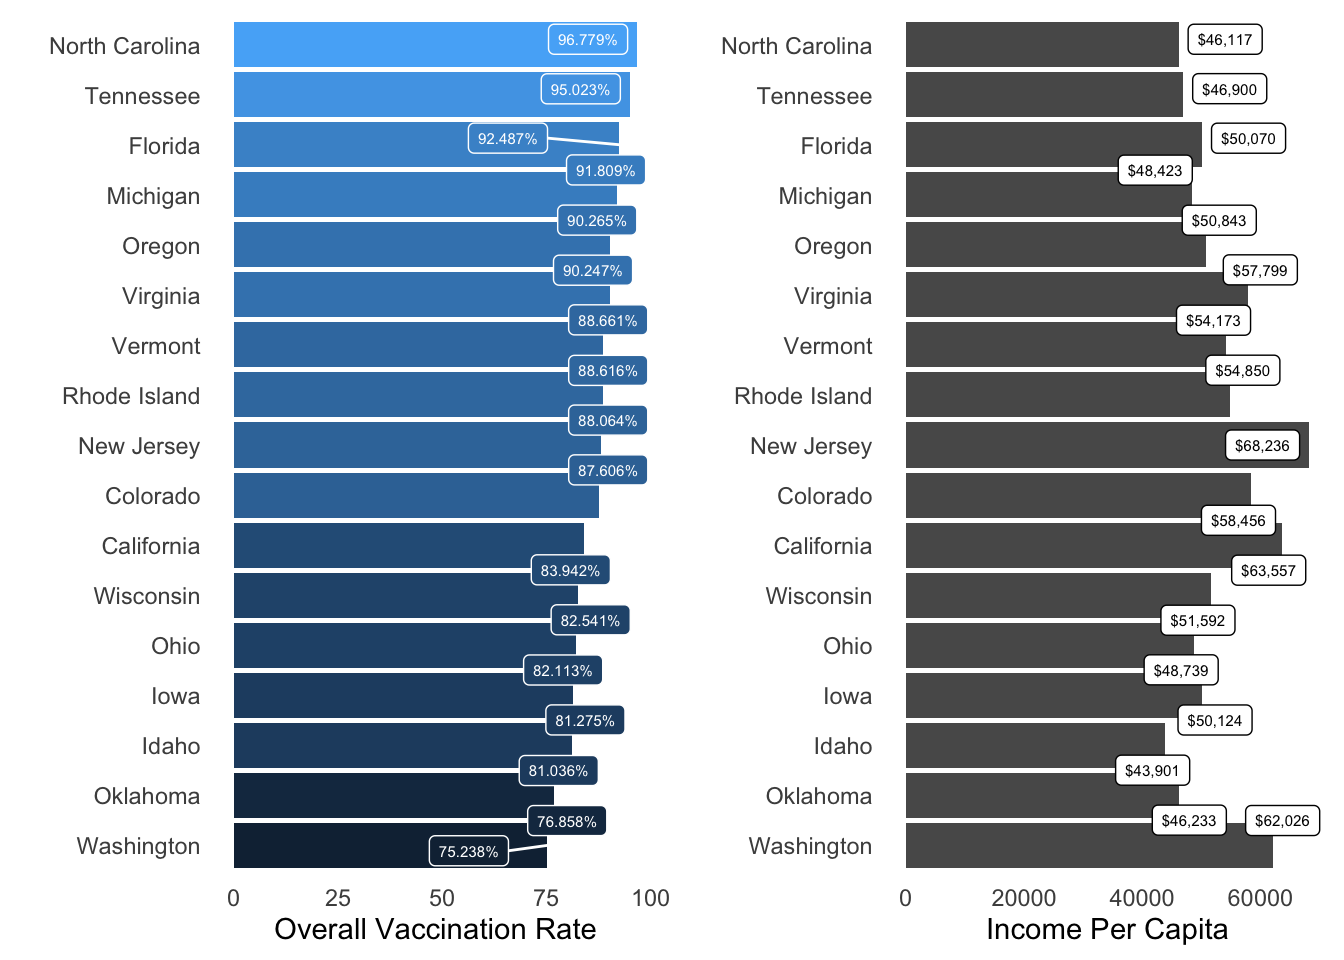 North Carolina
96.779%
Tennessee
95.023%
Florida
92.487%
91.809%
Michigan
90.265%
Oregon
90.247%
Virginia
88.661%
Vermont
88.616%
Rhode Island
88.064%
New Jersey
87.606%
Colorado
California
83.942%
Wisconsin
82.541%
Ohio
82.113%
Iowa
81.275%
Idaho
81.036%
Oklahoma
76.858%
Washington
75.238%
0 25 50 75 100
Overall Vaccination Rate
North Carolina
$46,117
Tennessee
$46,900
Florida
$50,070
$48,423
Michigan
$50,843
Oregon
$57,799
Virginia
$54,173
Vermont
$54,850
Rhode Island
New Jersey
$68,236
Colorado
$58,456
California
$63,557
Wisconsin
$51,592
Ohio
$48,739
Iowa
$50,124
Idaho
$43,901
Oklahoma
$46,233
$62,026
Washington
0 20000 40000 60000
Income Per Capita